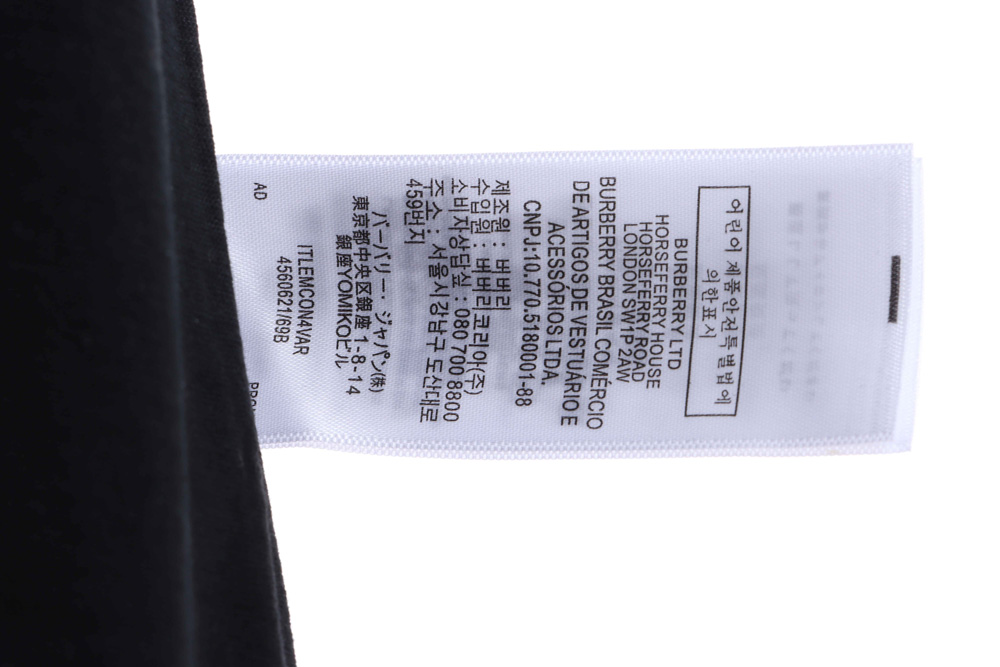 어린이 제품안전특별법에
의한표시
BURBERRY LTD
HORSEFERRY HOUSE
HORSEFERRY ROAD
LONDON SW1P 2AW
BURBERRY BRASIL COMÉRCIO
DE ARTIGOS DE VESTUÁRIO E
ACESSÓRIOS LTDA.
CNPJ:10.770.5180001-88
제조원 : 버버리
수입원 : 버버리코리아(주)
소비자상담실 : 080 700 8800
주소 : 서울시강남구 도산대로
459번지
バーバリー・ジャパン(株)
東京都中央区銀座 1-8-14
銀座YOMIKOビル
ITLEMCON4VAR
4560621/69B
AD